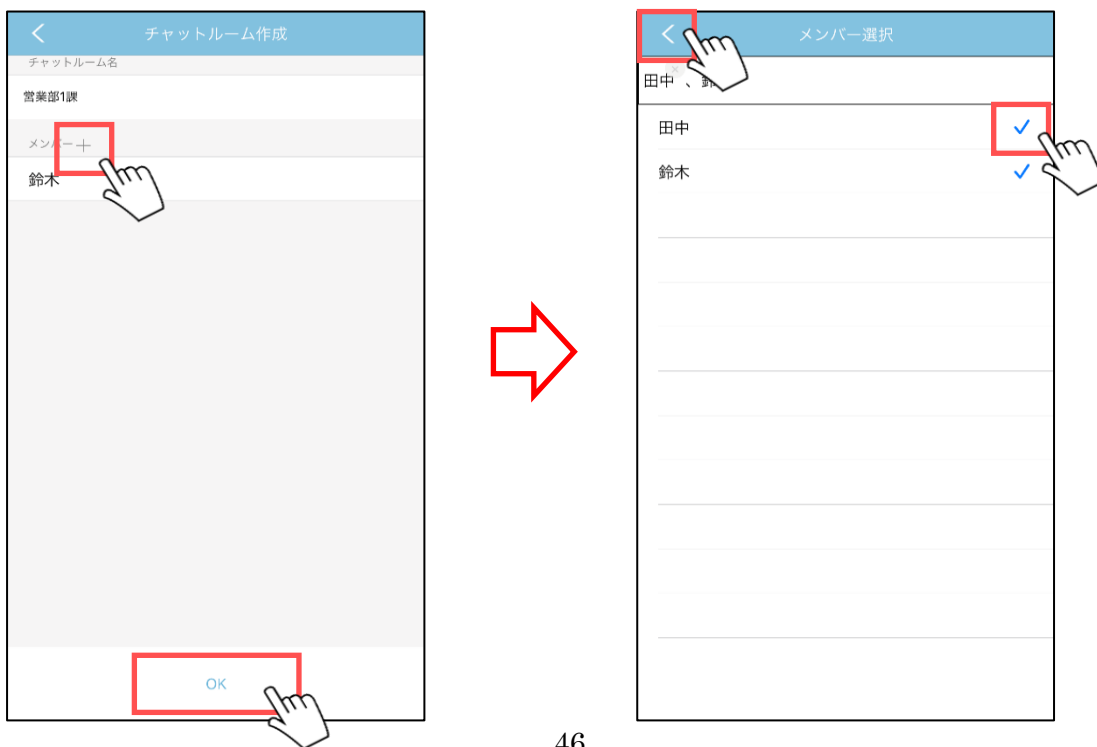 チャットルーム作成
チャットルーム名
営業部1課
メンバー＋
鈴木
OK
メンバー選択
田中 、鈴
田中
鈴木
46